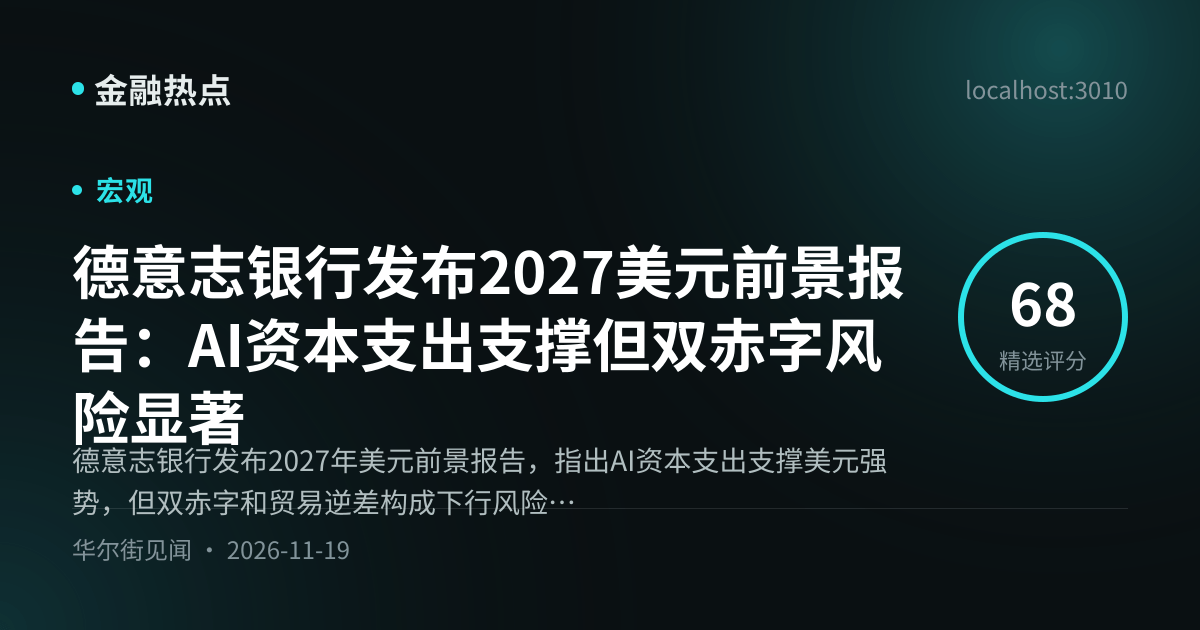 金融热点
localhost:3010
宏观
德意志银行发布2027美元前景报
告：AI资本支出支撑但双赤字风
险显著
68
精选评分
德意志银行发布2027年美元前景报告，指出AI资本支出支撑美元强
势，但双赤字和贸易逆差构成下行风险…
华尔街见闻 · 2026-11-19